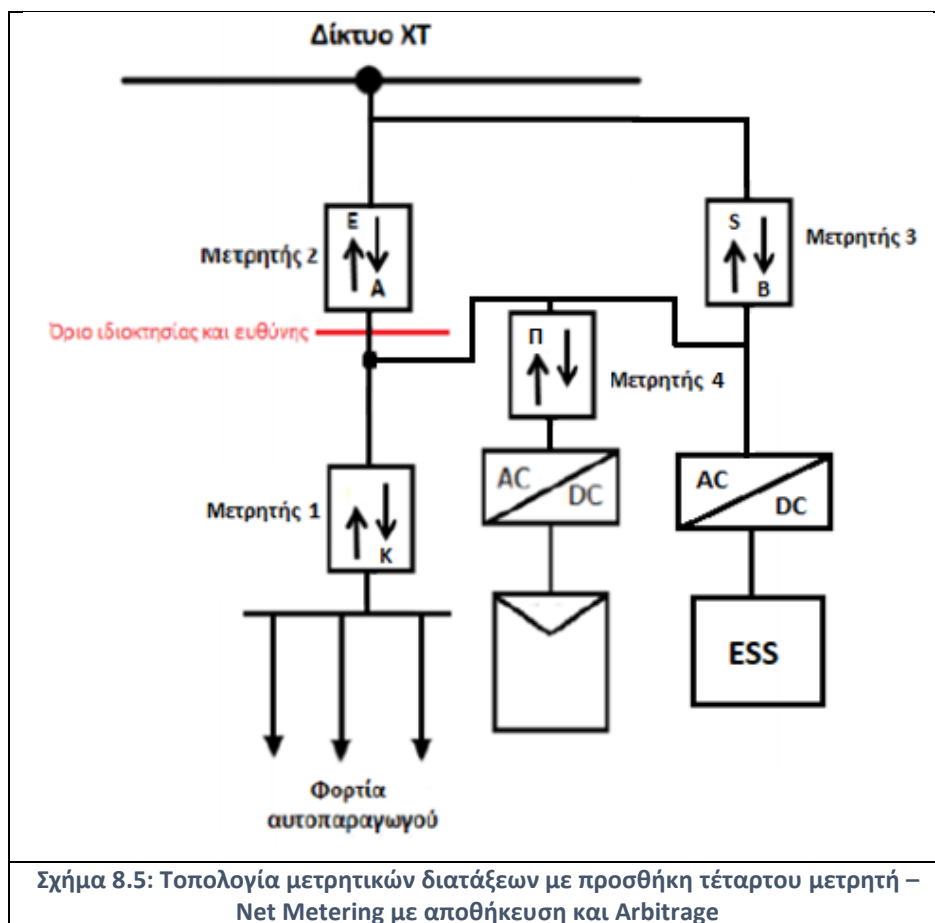 Δίκτυο ΧΤ
Ε
Α
Μετρητής 2
S
Β
Μετρητής 3
Όριο ιδιοκτησίας και ευθύνης
Π
Μετρητής 4
AC
DC
AC
DC
Μετρητής 1
Κ
ESS
Φορτία
αυτοπαραγωγού
Σχήμα 8.5: Τοπολογία μετρητικών διατάξεων με προσθήκη τέταρτου μετρητή –
Net Metering με αποθήκευση και Arbitrage